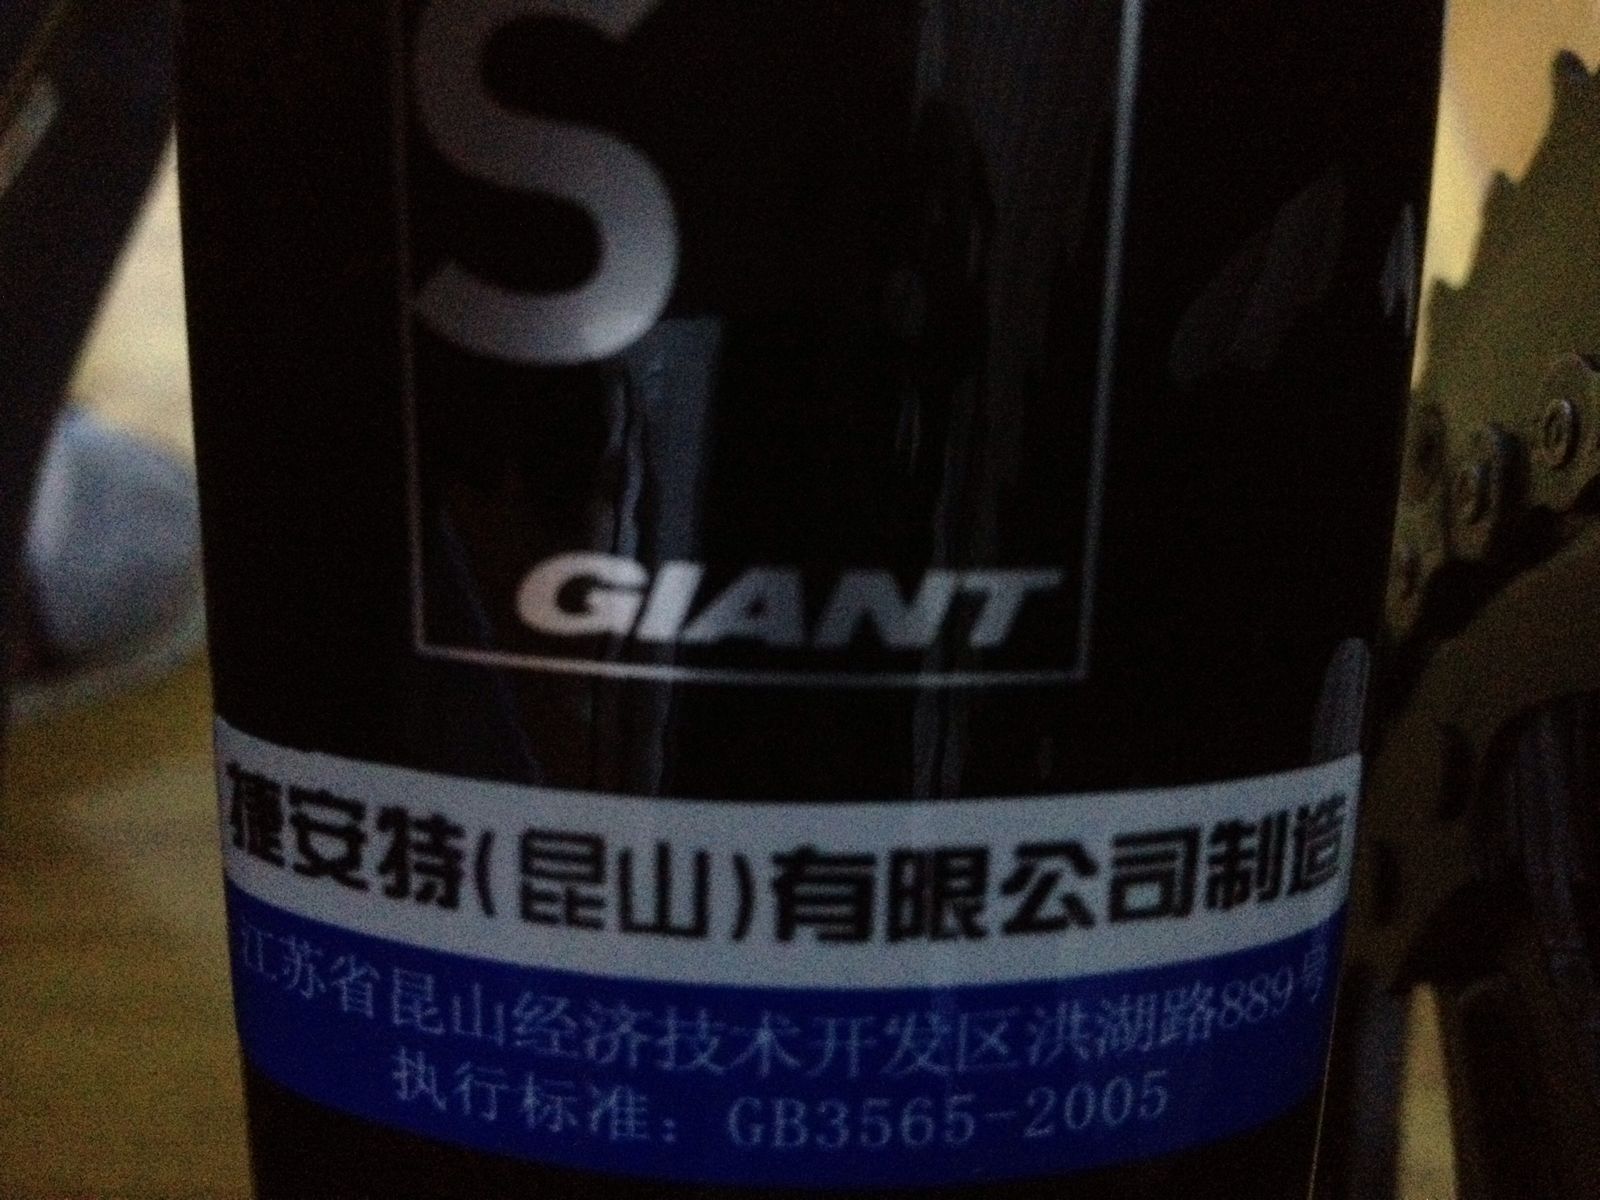 S
GIANT
捷安特(昆山)有限公司制造
江苏省昆山经济技术开发区洪湖路889号
执行标准：GB3565-2005